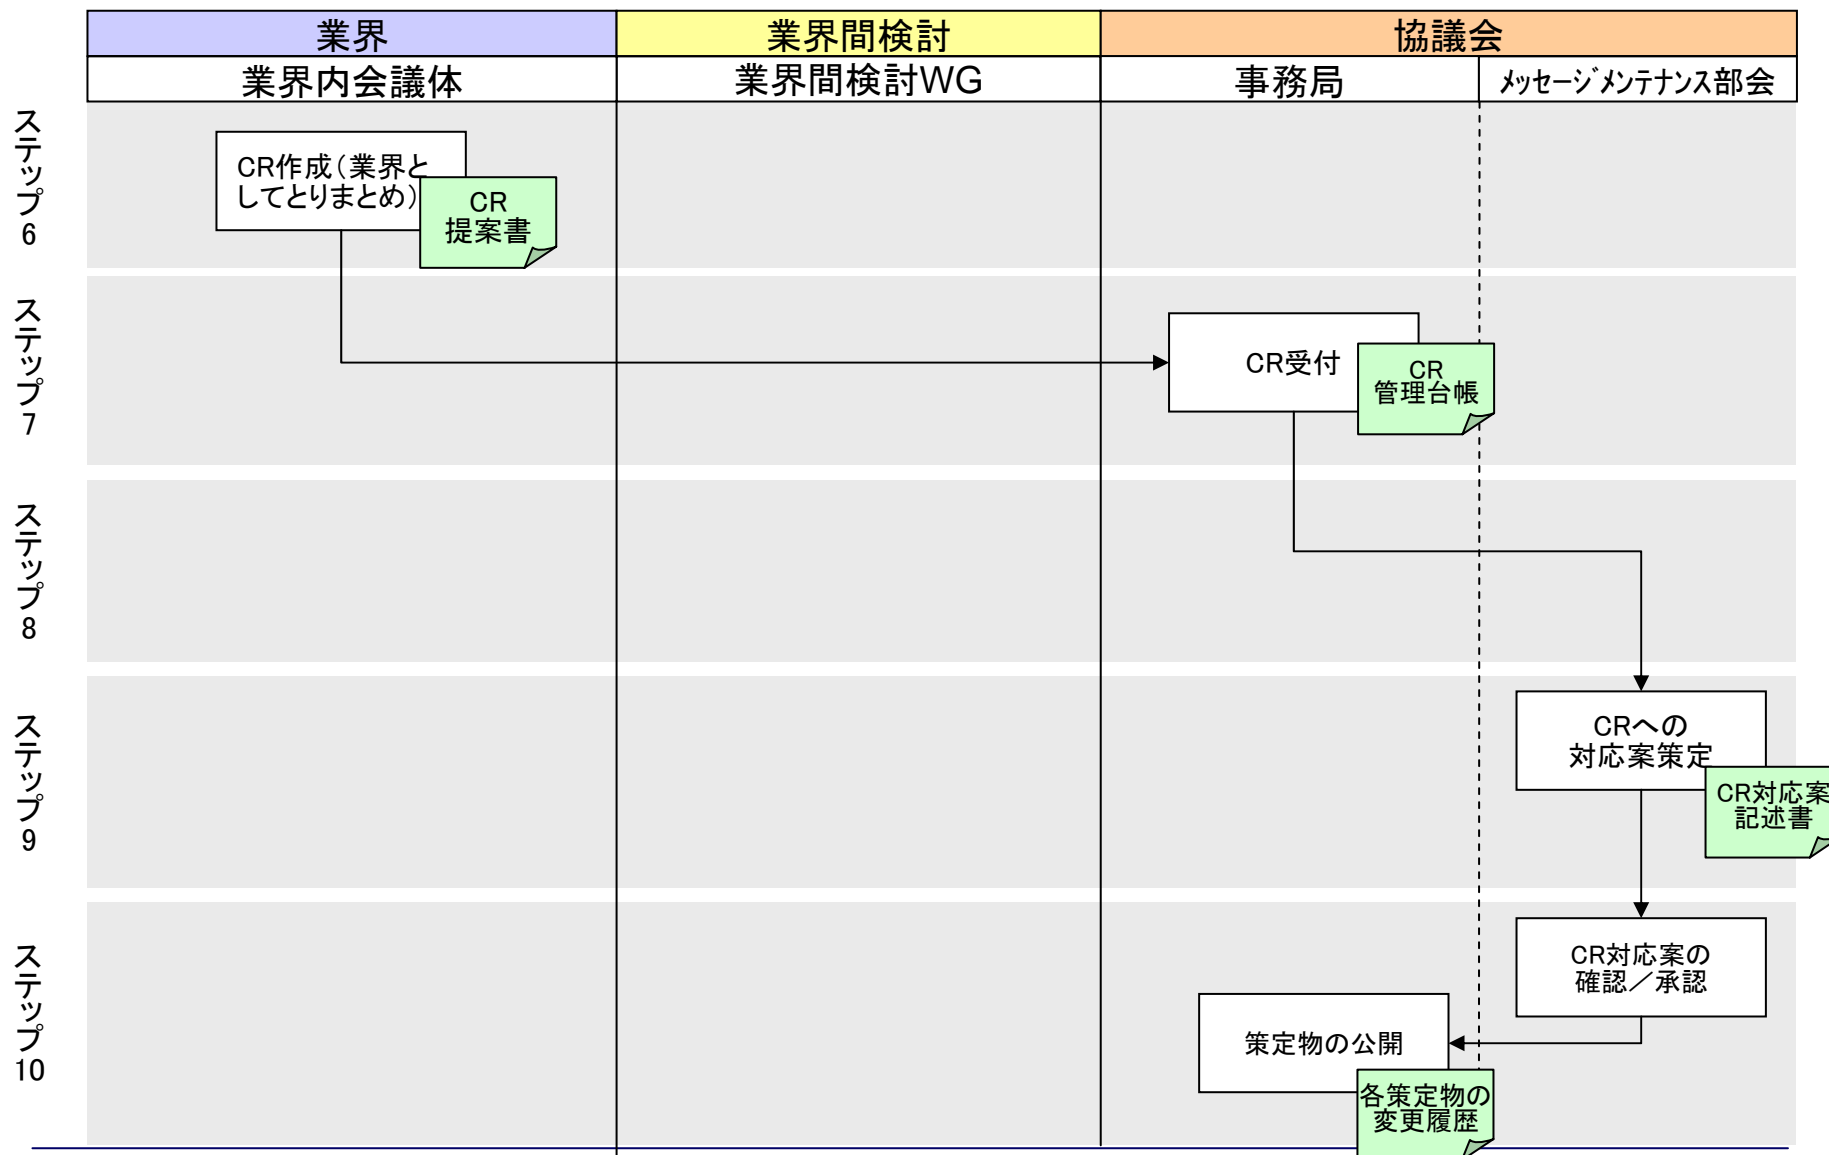 業界
業界間検討
協議会
業界内会議体
業界間検討WG
事務局
ﾒｯｾｰｼﾞﾒﾝﾃﾅﾝｽ部会
ステップ6
CR作成(業界と
してとりまとめ)
CR
提案書
ステップ7
CR受付
CR
管理台帳
ステップ8
ステップ9
CRへの
対応案策定
CR対応案
記述書
ステップ10
CR対応案の
確認／承認
策定物の公開
各策定物の
変更履歴